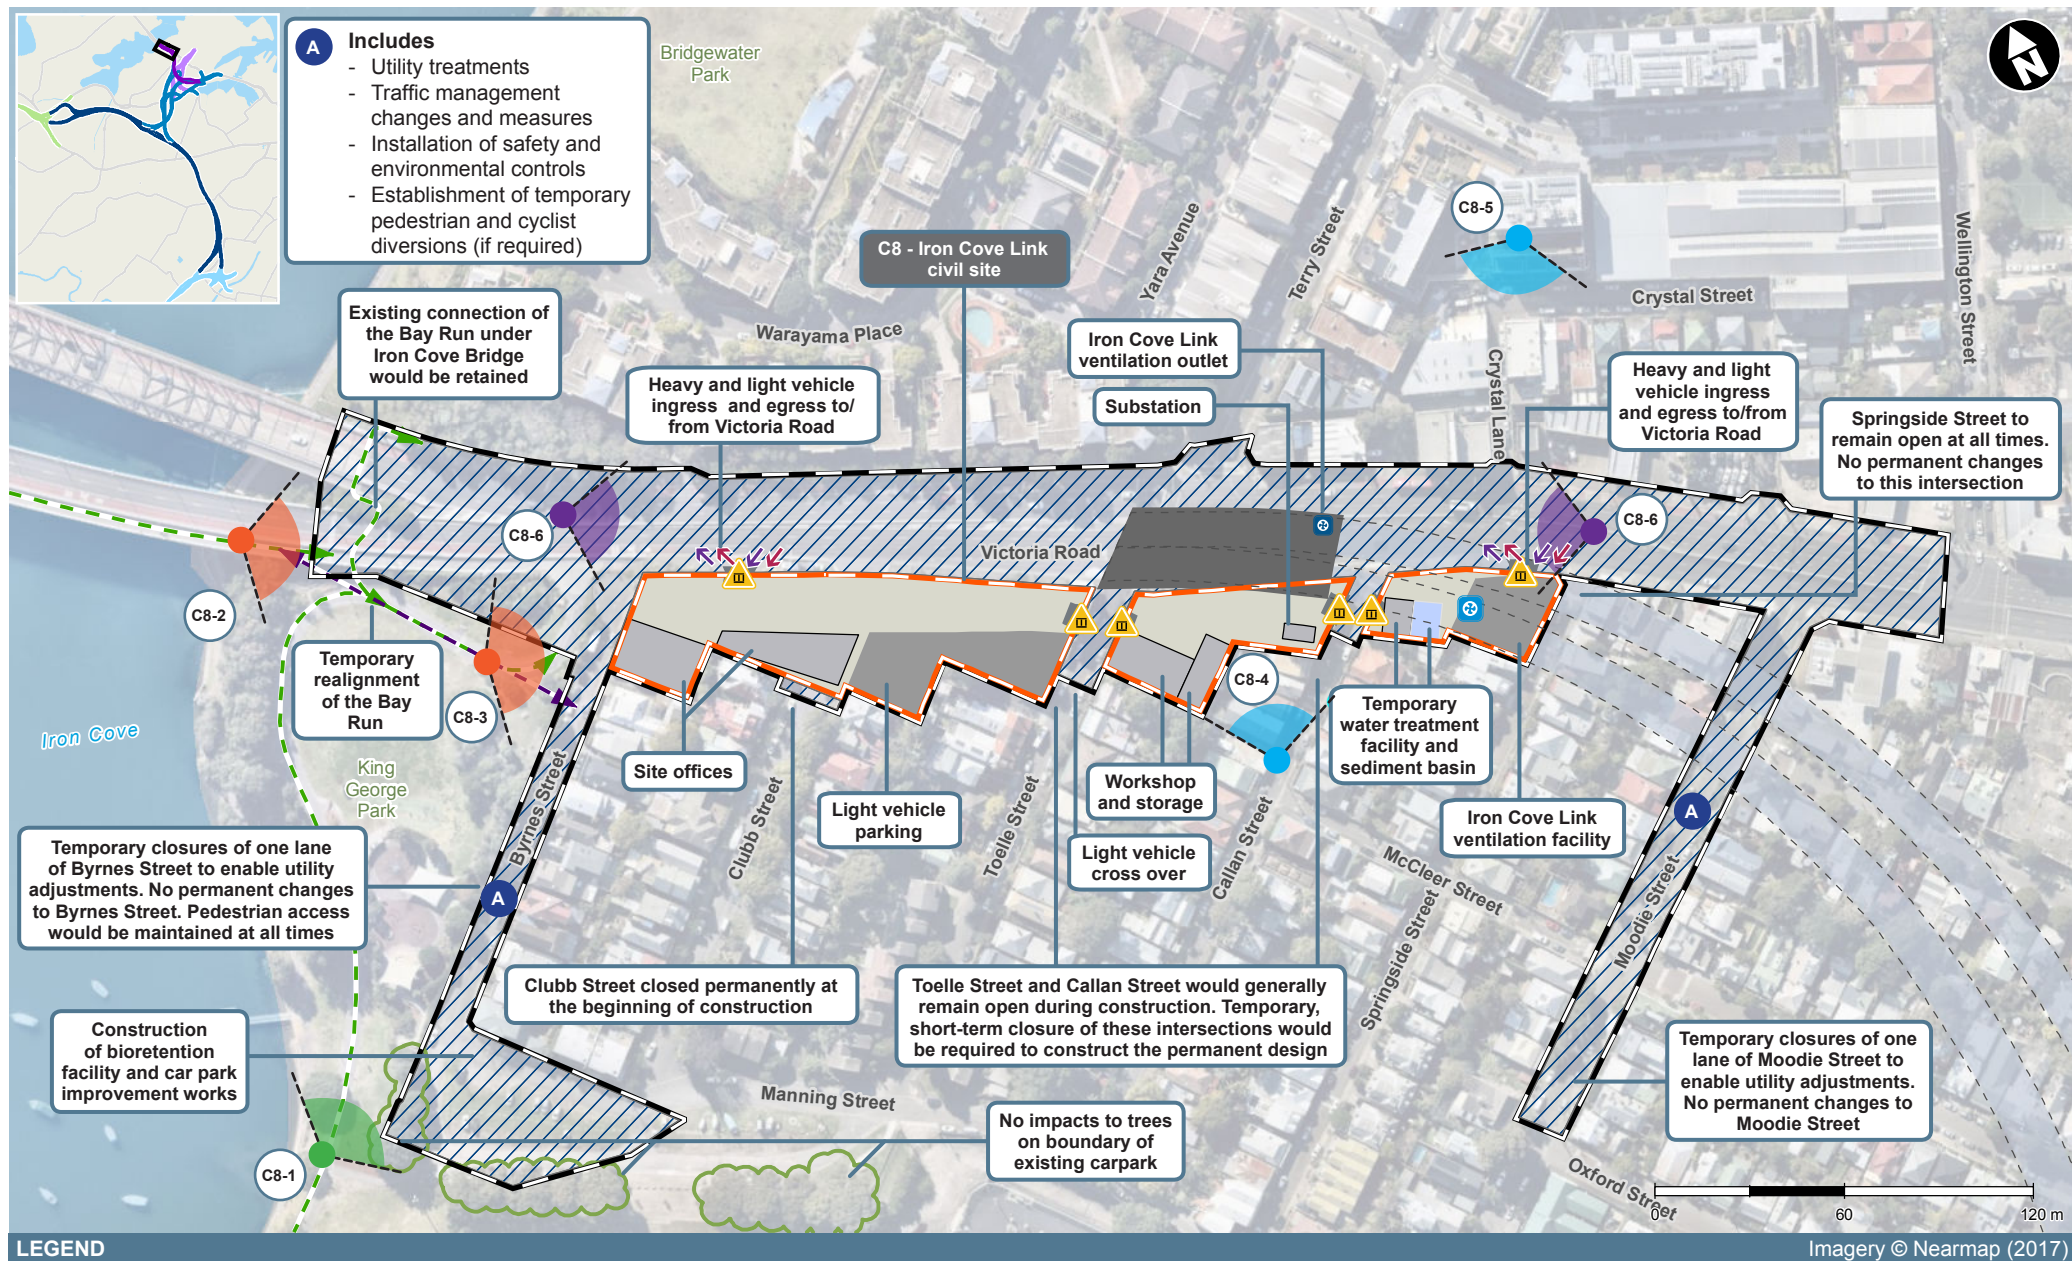 A
Includes
- Utility treatments
- Traffic management
changes and measures
- Installation of safety and
environmental controls
- Establishment of temporary
pedestrian and cyclist
diversions (if required)
Bridgewater
Park
N
C8-5
C8 - Iron Cove Link
civil site
Yara Avenue
Terry Street
Wellington Street
Crystal Street
Warayama Place
Crystal Lane
Existing connection of
the Bay Run under
Iron Cove Bridge
would be retained
Heavy and light vehicle
ingress and egress to/
from Victoria Road
Iron Cove Link
ventilation outlet
Substation
Heavy and light
vehicle ingress
and egress to/from
Victoria Road
Springside Street to
remain open at all times.
No permanent changes
to this intersection
C8-6
C8-6
Victoria Road
C8-2
C8-3
C8-4
Temporary
realignment
of the Bay
Run
Iron Cove
King
George
Park
Site offices
Light vehicle
parking
Workshop
and storage
Light vehicle
cross over
Temporary
water treatment
facility and
sediment basin
Iron Cove Link
ventilation facility
Byrnes Street
Clubb Street
Toelle Street
Callan Street
McCleer Street
Springside Street
Moodie Street
A
A
Temporary closures of one lane
of Byrnes Street to enable utility
adjustments. No permanent changes
to Byrnes Street. Pedestrian access
would be maintained at all times
Clubb Street closed permanently at
the beginning of construction
Toelle Street and Callan Street would generally
remain open during construction. Temporary,
short-term closure of these intersections would
be required to construct the permanent design
Construction
of bioretention
facility and car park
improvement works
Temporary closures of one
lane of Moodie Street to
enable utility adjustments.
No permanent changes to
Moodie Street
Manning Street
No impacts to trees
on boundary of
existing carpark
C8-1
Oxford Street
0 60 120 m
LEGEND
Imagery © Nearmap (2017)